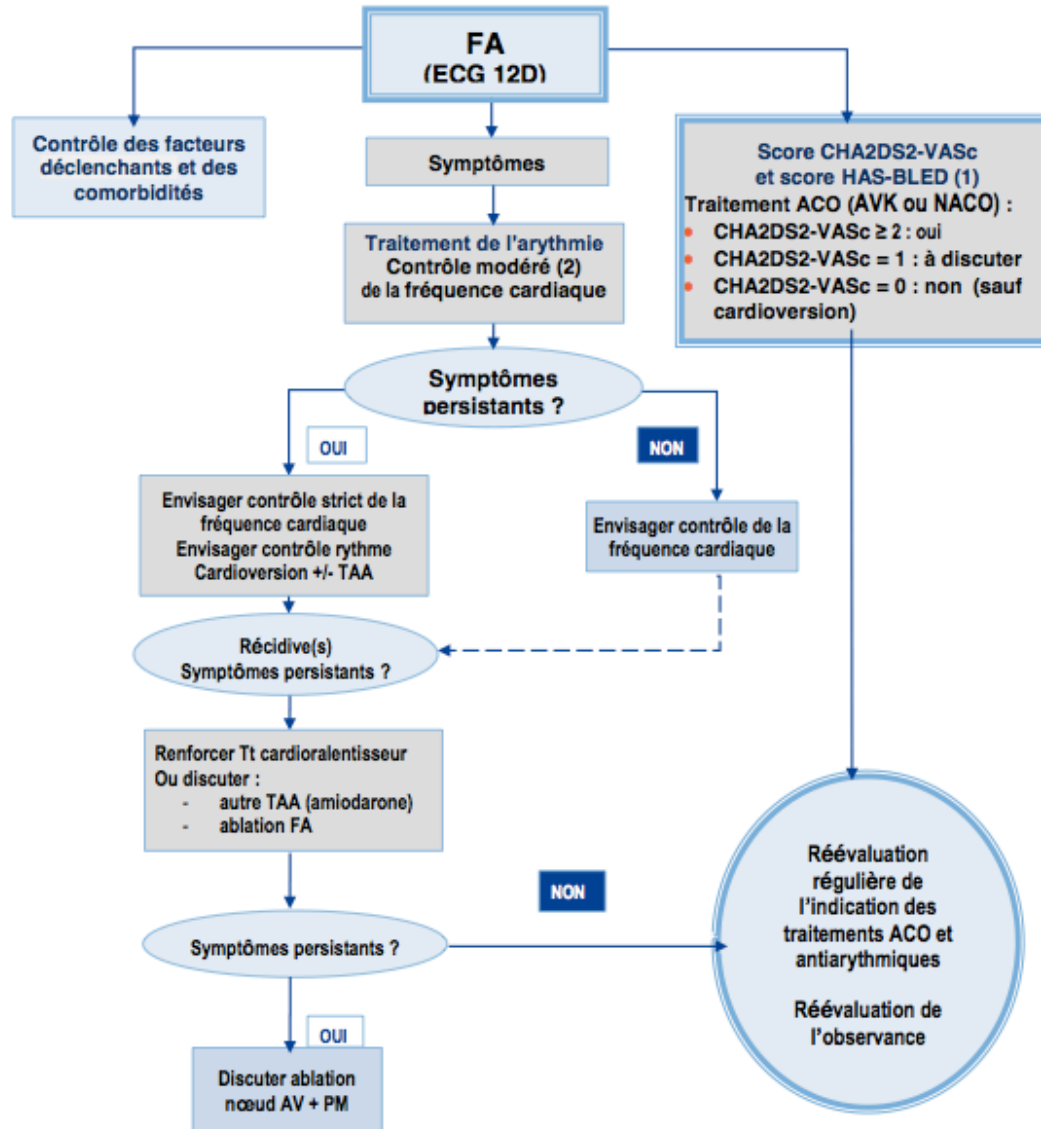 FA
(ECG 12D)
Contrôle des facteurs
déclenchants et des
comorbidités
Symptômes
Score CHA2DS2-VASc
et score HAS-BLED (1)
Traitement ACO (AVK ou NACO) :
• CHA2DS2-VASc ≥ 2 : oui
• CHA2DS2-VASc = 1 : à discuter
• CHA2DS2-VASc = 0 : non (sauf
cardioversion)
Traitement de l'arythmie
Contrôle modéré (2)
de la fréquence cardiaque
Symptômes
persistants ?
OUI
NON
Envisager contrôle strict de la
fréquence cardiaque
Envisager contrôle rythme
Cardioversion +/- TAA
Envisager contrôle de la
fréquence cardiaque
Récidive(s)
Symptômes persistants ?
Renforcer Tt cardioralentisseur
Ou discuter :
- autre TAA (amiodarone)
- ablation FA
NON
Symptômes persistants ?
Réévaluation
régulière de
l'indication des
traitements ACO et
antiarythmiques
Réévaluation de
l'observance
OUI
Discuter ablation
nœud AV + PM